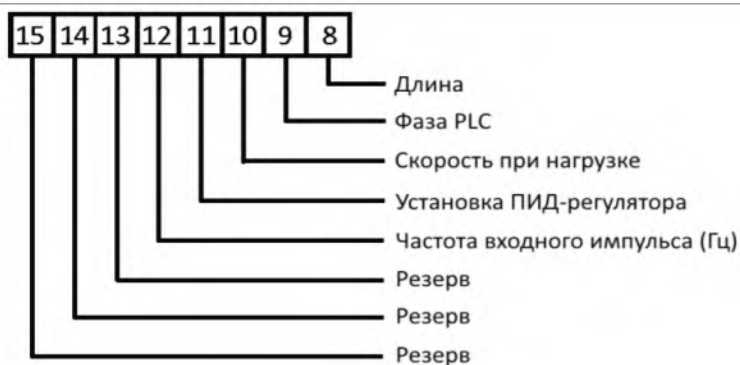 15 14 13 12 11 10 9 8
Длина
Фаза PLC
Скорость при нагрузке
Установка ПИД-регулятора
Частота входного импульса (Гц)
Резерв
Резерв
Резерв